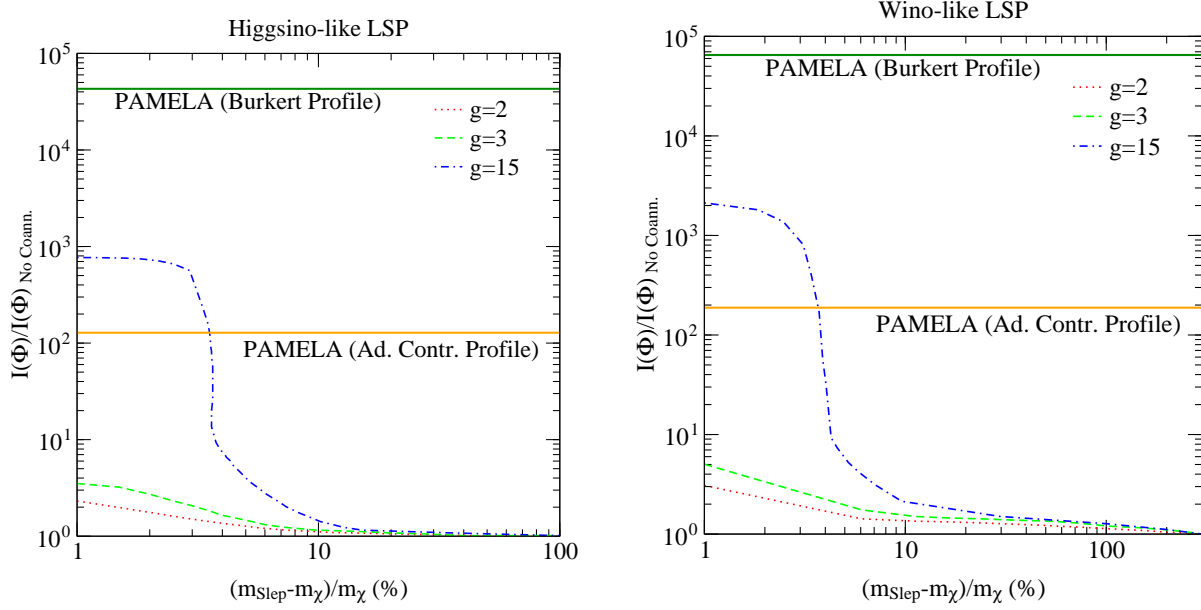 Higgsino-like LSP
10^5
10^4
10^3
10^2
10^1
10^0
I(Φ)/I(Φ) No Coann.
PAMELA (Burkert Profile)
g=2
g=3
g=15
PAMELA (Ad. Contr. Profile)
1
10
100
(m_Slep-m_χ)/m_χ (%)
Wino-like LSP
10^5
10^4
10^3
10^2
10^1
10^0
I(Φ)/I(Φ) No Coann.
PAMELA (Burkert Profile)
g=2
g=3
g=15
PAMELA (Ad. Contr. Profile)
1
10
100
(m_Slep-m_χ)/m_χ (%)